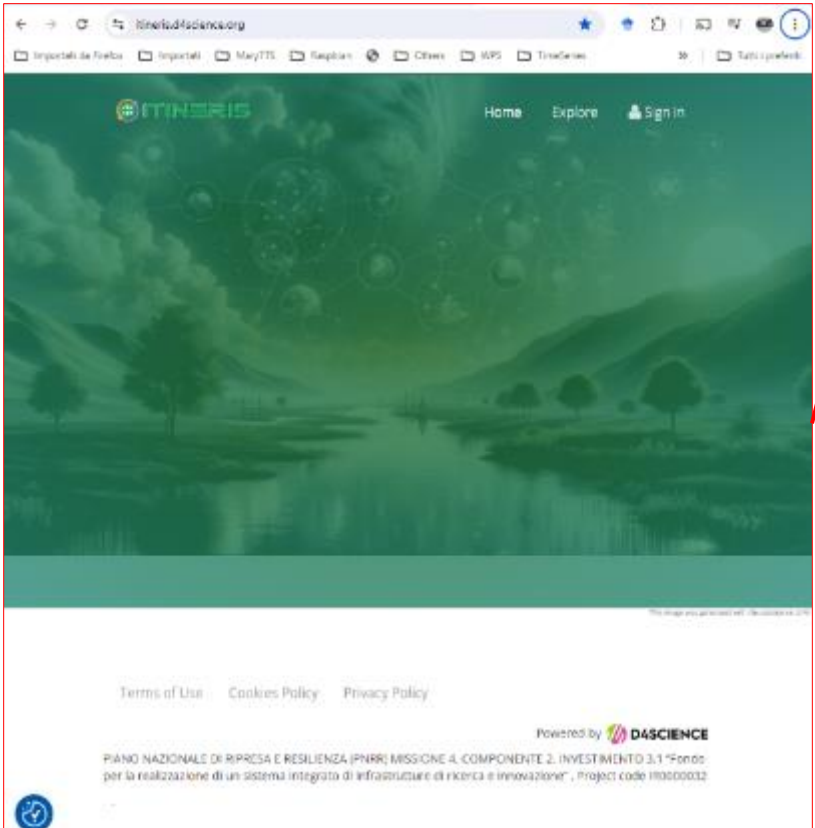 itineris.d4science.org
Importati da Firefox Importati MaryTTS Raspbian Others WPS TimeSeries Tutti i preferiti
ITINERIS Home Explore Sign In
Terms of Use Cookies Policy Privacy Policy
Powered by D4SCIENCE
PIANO NAZIONALE DI RIPRESA E RESILIENZA (PNRR) MISSIONE 4, COMPONENTE 2, INVESTIMENTO 3.1 "Fondo
per la realizzazione di un sistema integrato di infrastrutture di ricerca e innovazione", Project code IR0000032